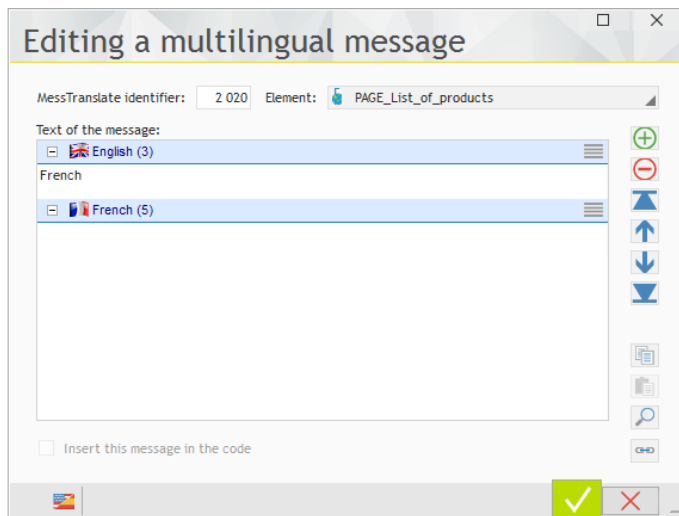 Editing a multilingual message
MessTranslate identifier: 2 020 Element: PAGE_List_of_products
Text of the message:
English (3)
French
French (5)
Insert this message in the code